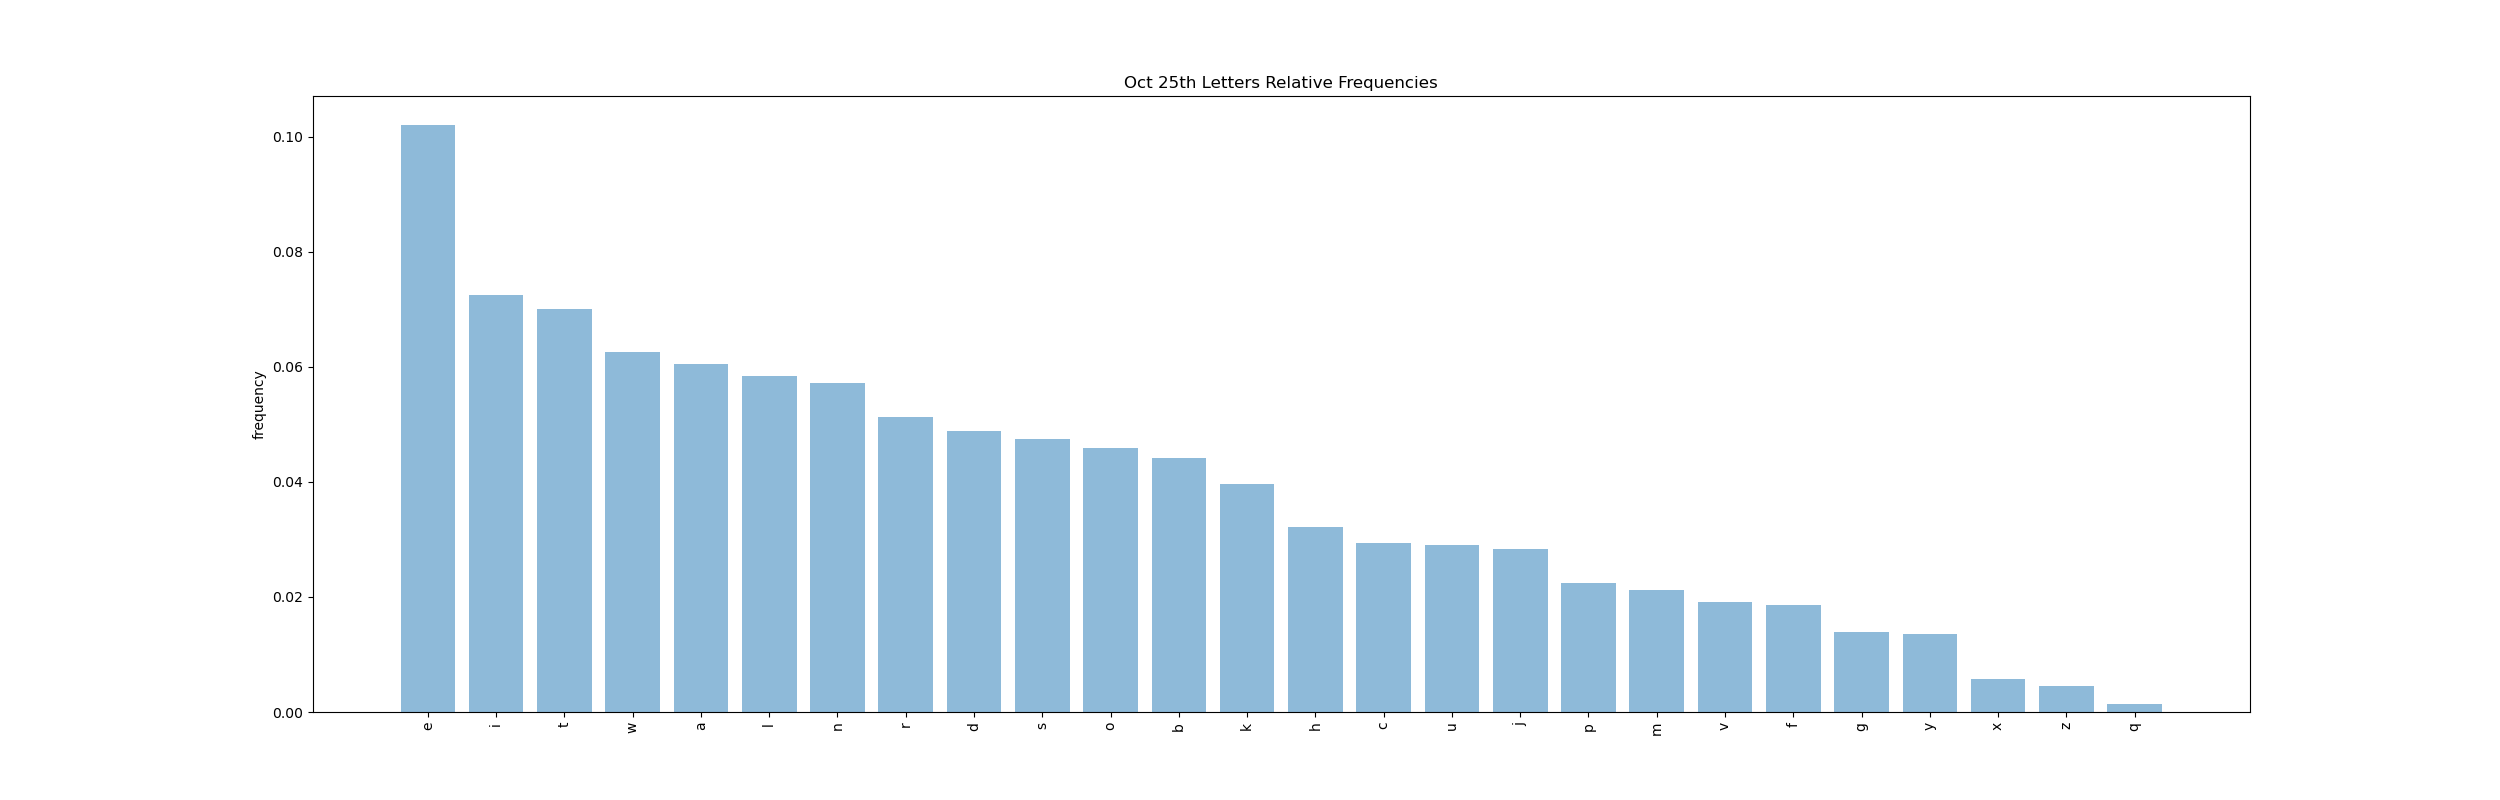 Oct 25th Letters Relative Frequencies
frequency
0.10
0.08
0.06
0.04
0.02
0.00
e i t w a l n r d s o b k h c u j p m v f g y x z q